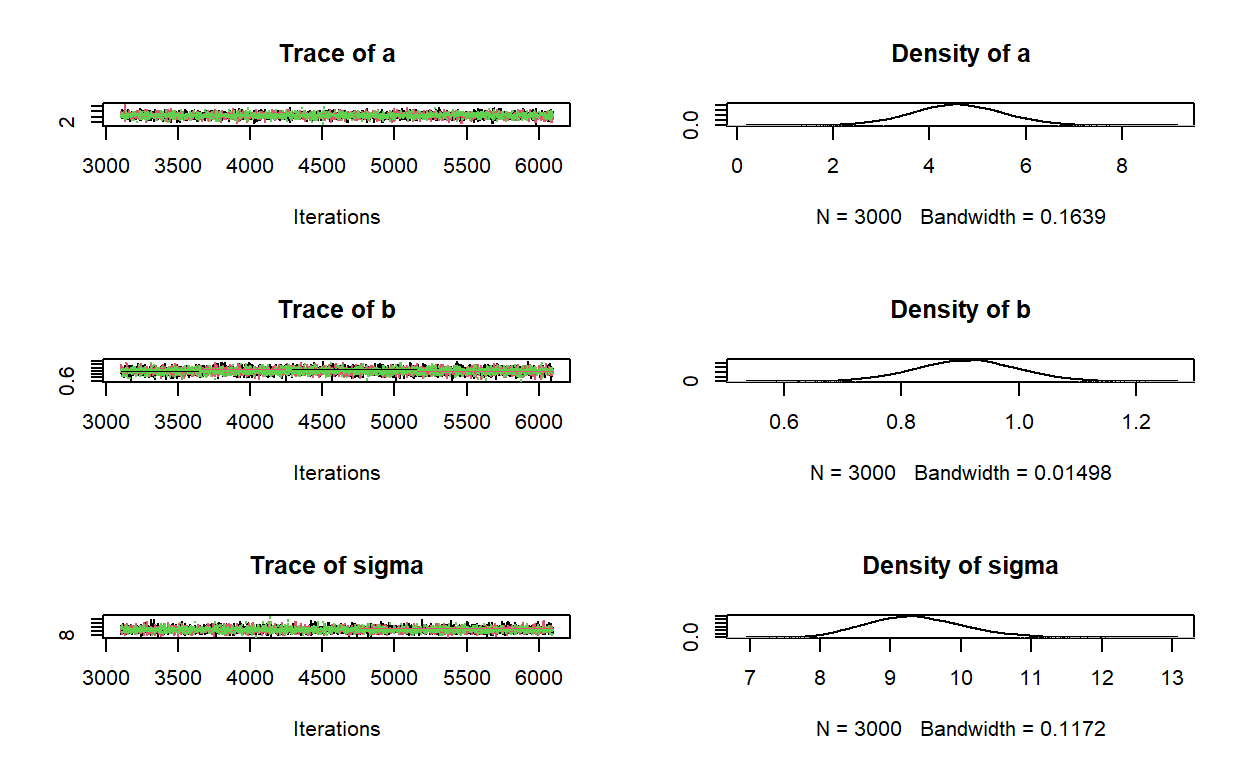 Trace of a
2
3000 3500 4000 4500 5000 5500 6000
Iterations
Density of a
0.0
0 2 4 6 8
N = 3000 Bandwidth = 0.1639
Trace of b
0.6
3000 3500 4000 4500 5000 5500 6000
Iterations
Density of b
0
0.6 0.8 1.0 1.2
N = 3000 Bandwidth = 0.01498
Trace of sigma
8
3000 3500 4000 4500 5000 5500 6000
Iterations
Density of sigma
0.0
7 8 9 10 11 12 13
N = 3000 Bandwidth = 0.1172